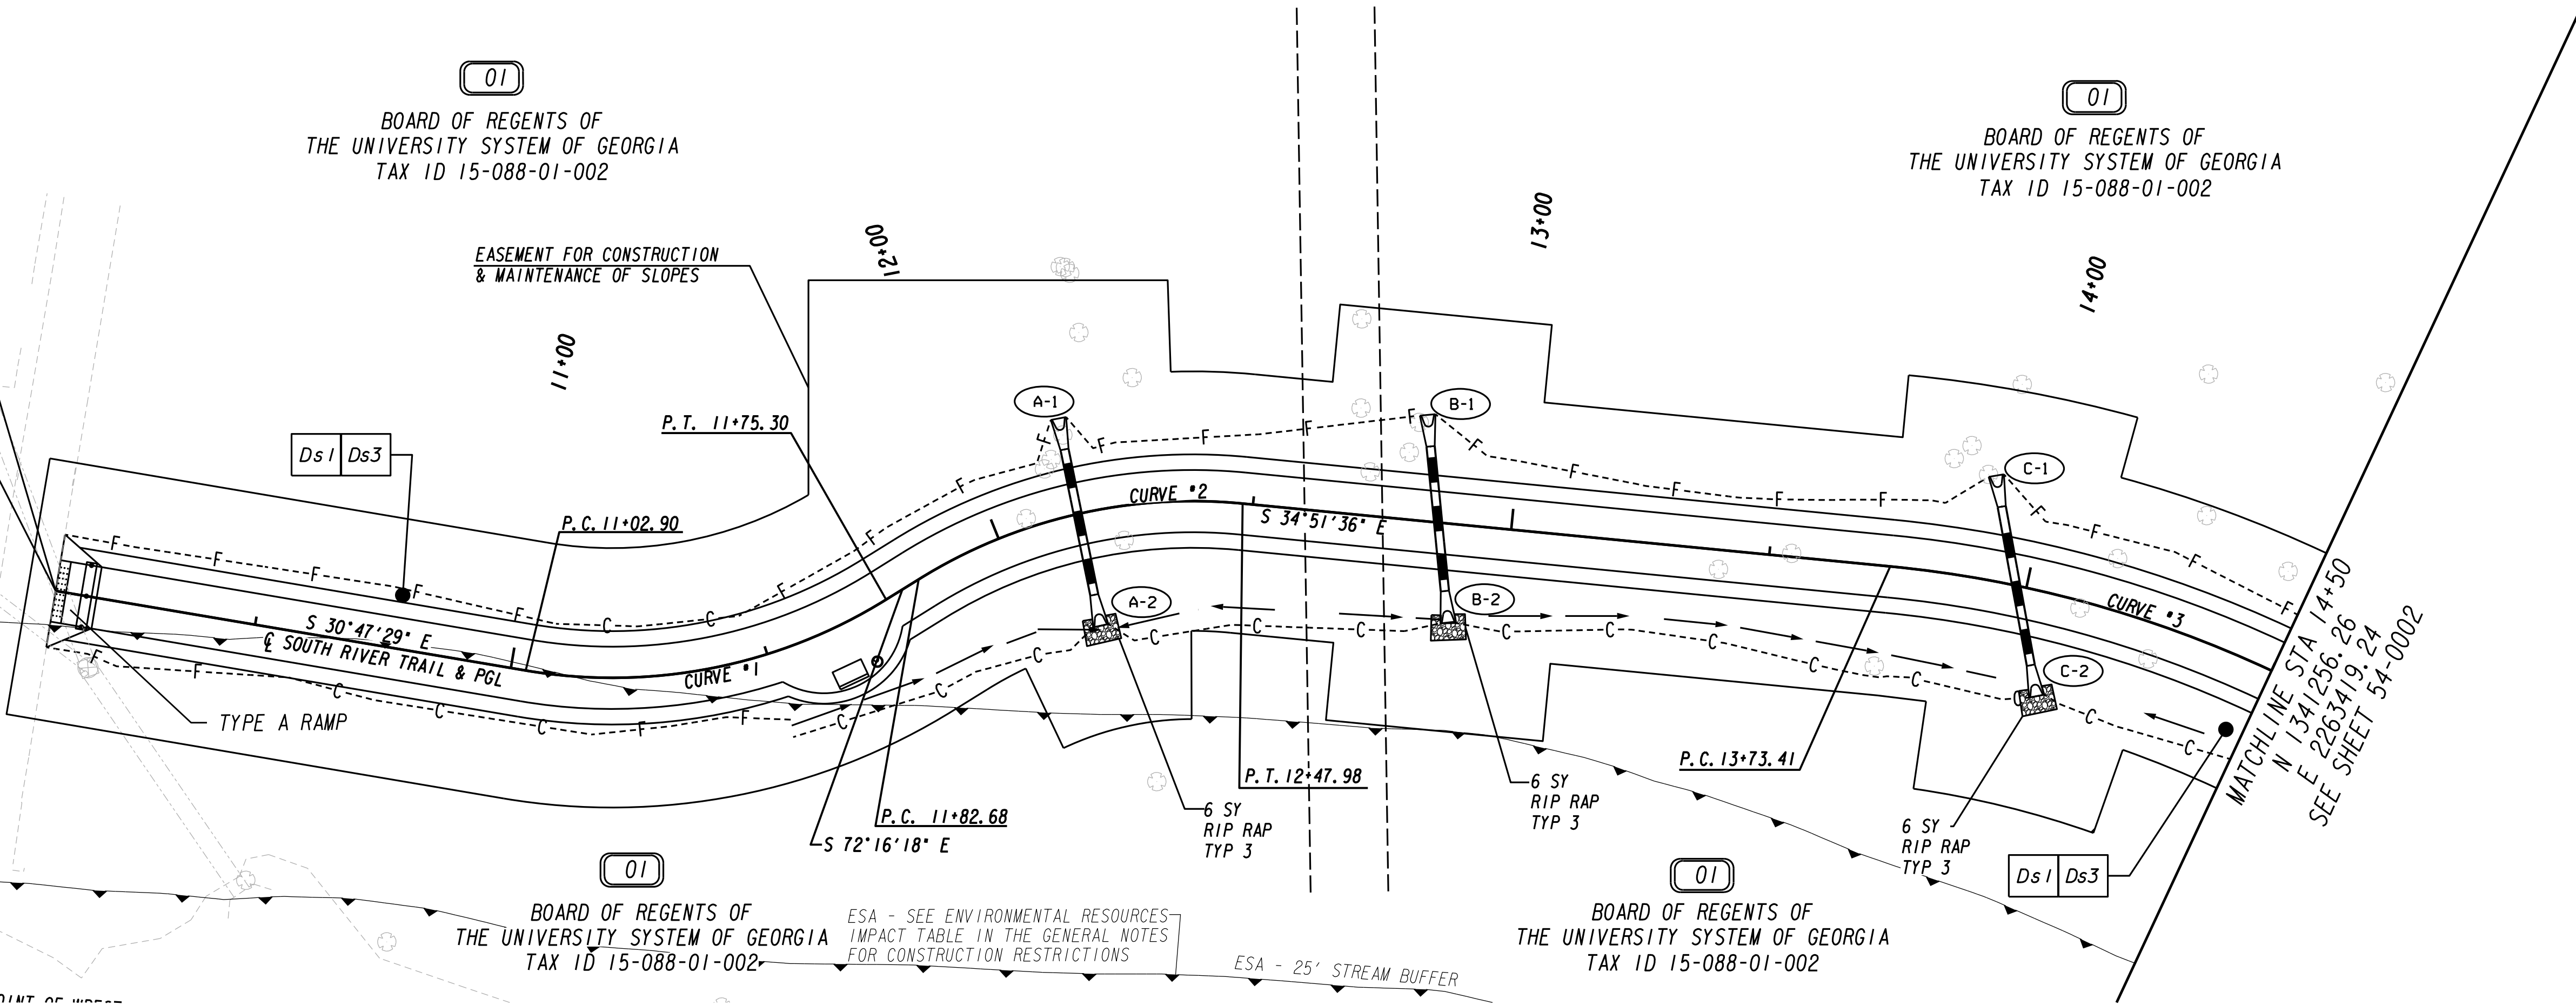 01
BOARD OF REGENTS OF
THE UNIVERSITY SYSTEM OF GEORGIA
TAX ID 15-088-01-002
01
BOARD OF REGENTS OF
THE UNIVERSITY SYSTEM OF GEORGIA
TAX ID 15-088-01-002
EASEMENT FOR CONSTRUCTION
& MAINTENANCE OF SLOPES
11+00
12+00
13+00
14+00
A-1
B-1
C-1
P.T. 11+75.30
Ds1 Ds3
P.C. 11+02.90
CURVE #2
S 34°51'36" E
S 30°47'29" E
℄ SOUTH RIVER TRAIL & PGL
CURVE #1
CURVE #3
A-2
B-2
C-2
TYPE A RAMP
P.C. 11+82.68
S 72°16'18" E
P.T. 12+47.98
P.C. 13+73.41
6 SY
RIP RAP
TYP 3
6 SY
RIP RAP
TYP 3
6 SY
RIP RAP
TYP 3
Ds1 Ds3
MATCHLINE STA 14+50
N 1341256.26
E 2263419.24
SEE SHEET 54-0002
F F F F F C C F F F F F F F F F F F F F F F F F
F F C C C F F C C C C C C C C C C C C C
01
BOARD OF REGENTS OF
THE UNIVERSITY SYSTEM OF GEORGIA
TAX ID 15-088-01-002
ESA - SEE ENVIRONMENTAL RESOURCES
IMPACT TABLE IN THE GENERAL NOTES
FOR CONSTRUCTION RESTRICTIONS
ESA - 25' STREAM BUFFER
01
BOARD OF REGENTS OF
THE UNIVERSITY SYSTEM OF GEORGIA
TAX ID 15-088-01-002